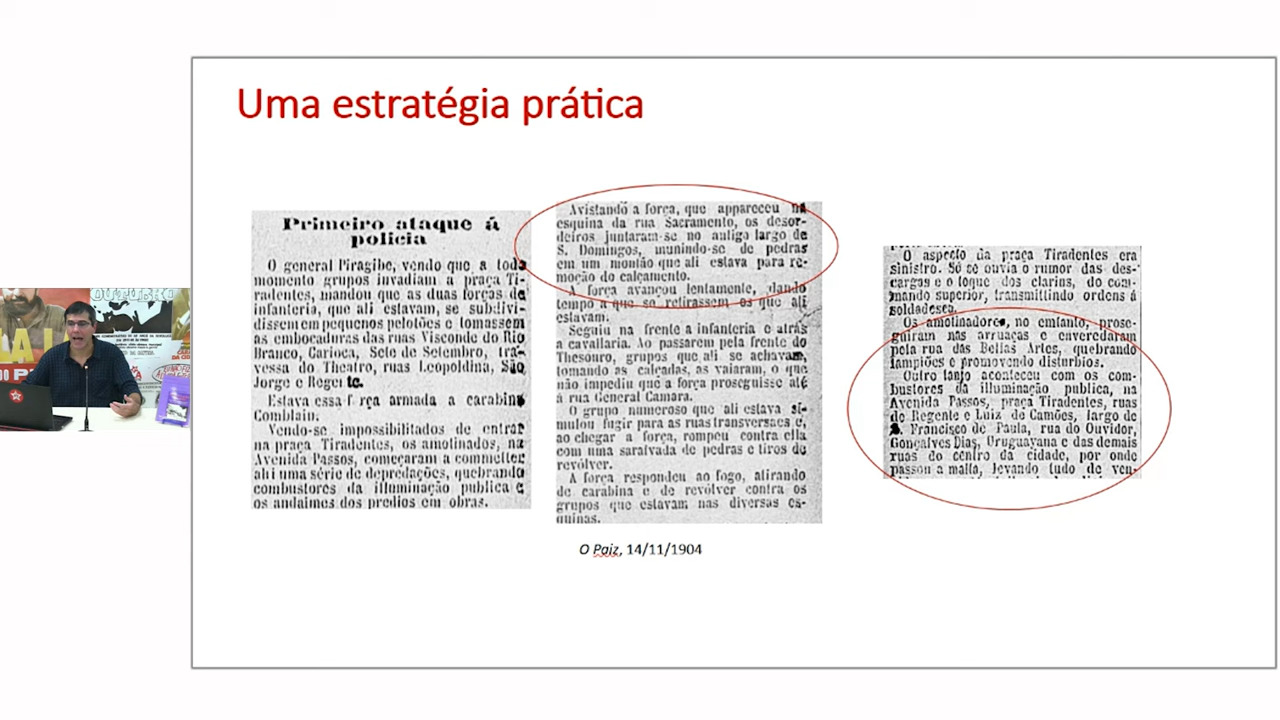 Uma estratégia prática
Primeiro ataque á
policia
O general Piragibe, vendo que a toda
momento grupos invadiam a praça Ti-
radentes, mandou que as duas forças de
infanteria, que ali estavam, se subdivi-
dissem em pequenos pelotões e tomassem
as embocaduras das ruas Visconde do Rio
Branco, Carioca, Sete de Setembro, tra-
vessa do Theatro, ruas Leopoldina, São
Jorge e Regente.
Estava essa força armada a carabina
Comblain.
Vendo-se impossibilitados de entrar
na praça Tiradentes, os amolinados, na
Avenida Passos, começaram a commetter
ahi uma série de depredações, quebrando
combustores da illuminação publica e
os andaimes dos predios em obras.
Avistando a força, que appareceu na
esquina da rua Sacramento, os desor-
deiros juntaram-se no antigo largo de
S. Domingos, munindo-se de pedras
em um montão que ali estava para re-
moção do calçamento.
A força avançou lentamente, dando
tempo a que se retirassem os que ali
estavam.
Seguiu na frente a infanteria e atrás
a cavallaria. Ao passarem pela frente do
Thesouro, grupos que ali se achavam,
tomando as calçadas, as vaiaram, o que
não impediu que a força proseguisse até
á rua General Camara.
O grupo numeroso que ali estava si-
mulou fugir para as ruas transversaes e,
ao chegar a força, rompeu contra ella
com uma saraivada de pedras e tiros de
revólver.
A força respondeu ao fogo, atirando
de carabina e de revólver contra os
grupos que estavam nas diversas es-
quinas.
O Paiz, 14/11/1904
O aspecto da praça Tiradentes era
sinistro. Só se ouvia o rumor das des-
cargas e o toque dos clarins, do com-
mando superior, transmittindo ordens á
soldadesca.
Os amolinadores, no emtanto, prose-
guiram nas arruaças e enveredaram
pela rua das Bellas Artes, quebrando
lampiões e promovendo disturbios.
Outro tanto aconteceu com os com-
bustores da illuminação publica, na
Avenida Passos, praça Tiradentes, ruas
do Regente e Luiz de Camões, largo de
S. Francisco de Paula, rua do Ouvidor,
Gonçalves Dias, Uruguayana e das demais
ruas do centro da cidade, por onde
passou a malta, levando tudo de ven-
OUTUBRO